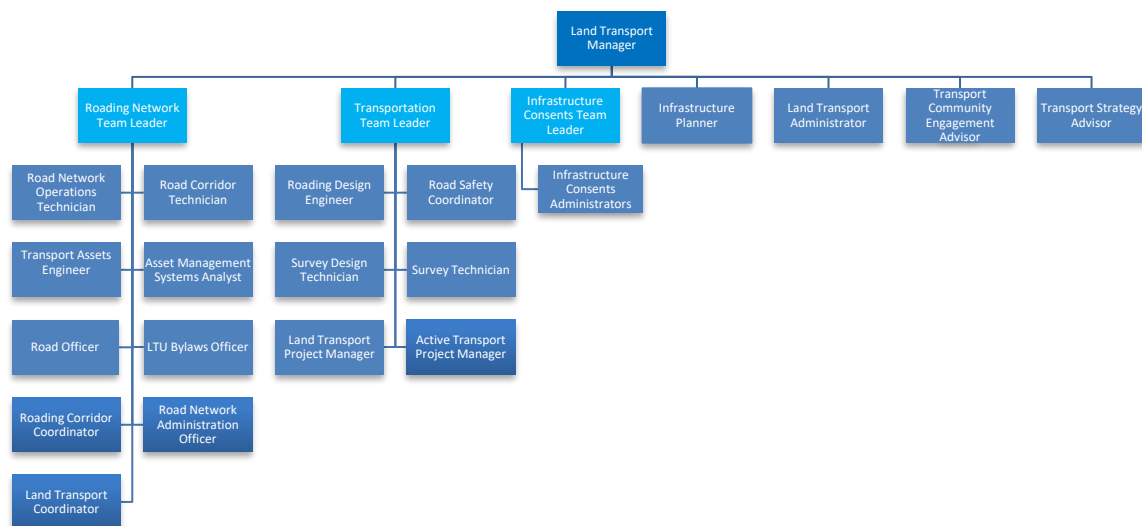 Land Transport
Manager
Roading Network
Team Leader
Transportation
Team Leader
Infrastructure
Consents Team
Leader
Infrastructure
Planner
Land Transport
Administrator
Transport
Community
Engagement
Advisor
Transport Strategy
Advisor
Road Network
Operations
Technician
Road Corridor
Technician
Roading Design
Engineer
Road Safety
Coordinator
Infrastructure
Consents
Administrators
Transport Assets
Engineer
Asset Management
Systems Analyst
Survey Design
Technician
Survey Technician
Road Officer
LTU Bylaws Officer
Land Transport
Project Manager
Active Transport
Project Manager
Roading Corridor
Coordinator
Road Network
Administration
Officer
Land Transport
Coordinator